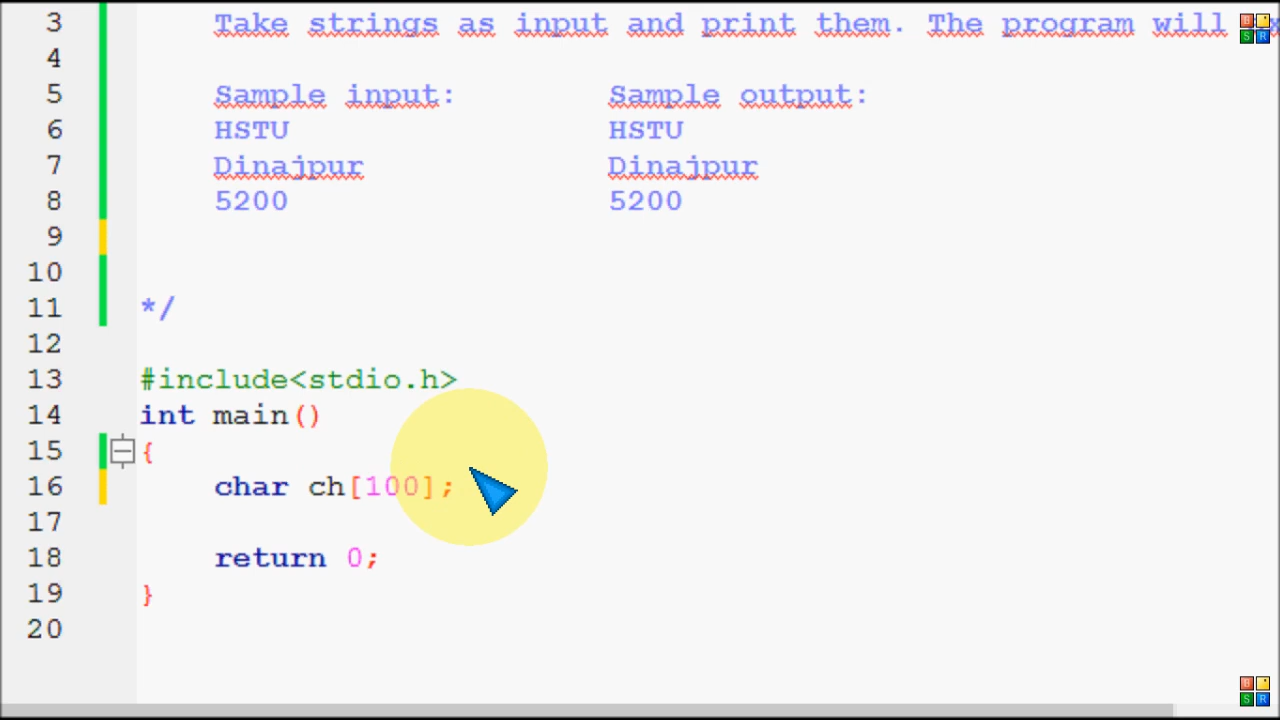 3 Take strings as input and print them. The program will
4
5 Sample input: Sample output:
6 HSTU HSTU
7 Dinajpur Dinajpur
8 5200 5200
9
10
11 */
12
13 #include<stdio.h>
14 int main()
15 {
16 char ch[100];
17
18 return 0;
19 }
20